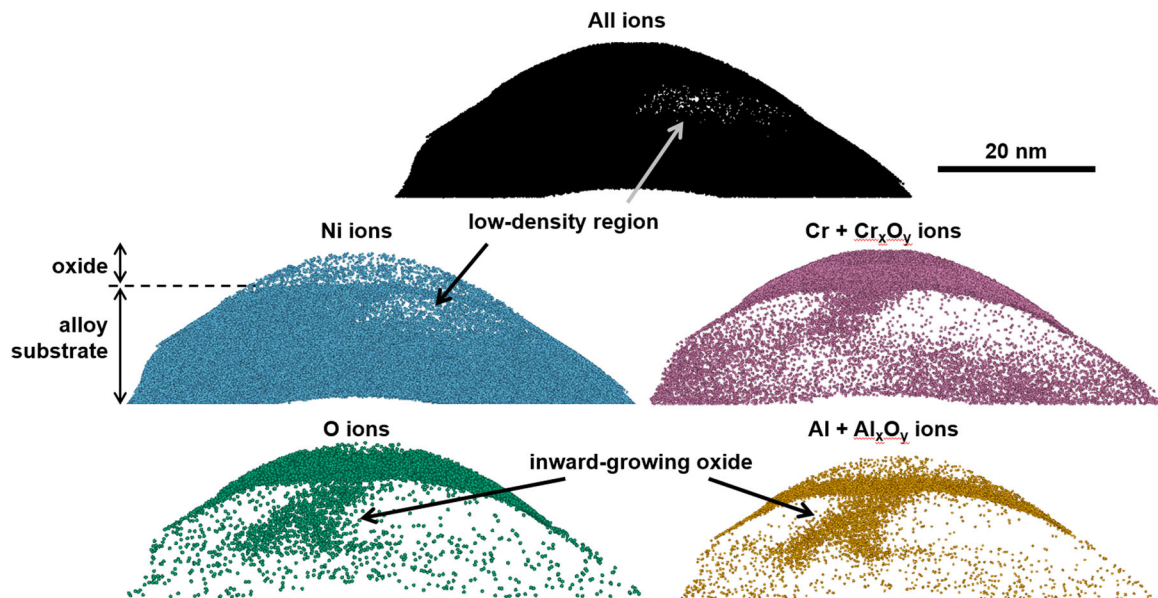 All ions
20 nm
low-density region
Ni ions
Cr + CrxOy ions
oxide
alloy
substrate
O ions
Al + AlxOy ions
inward-growing oxide